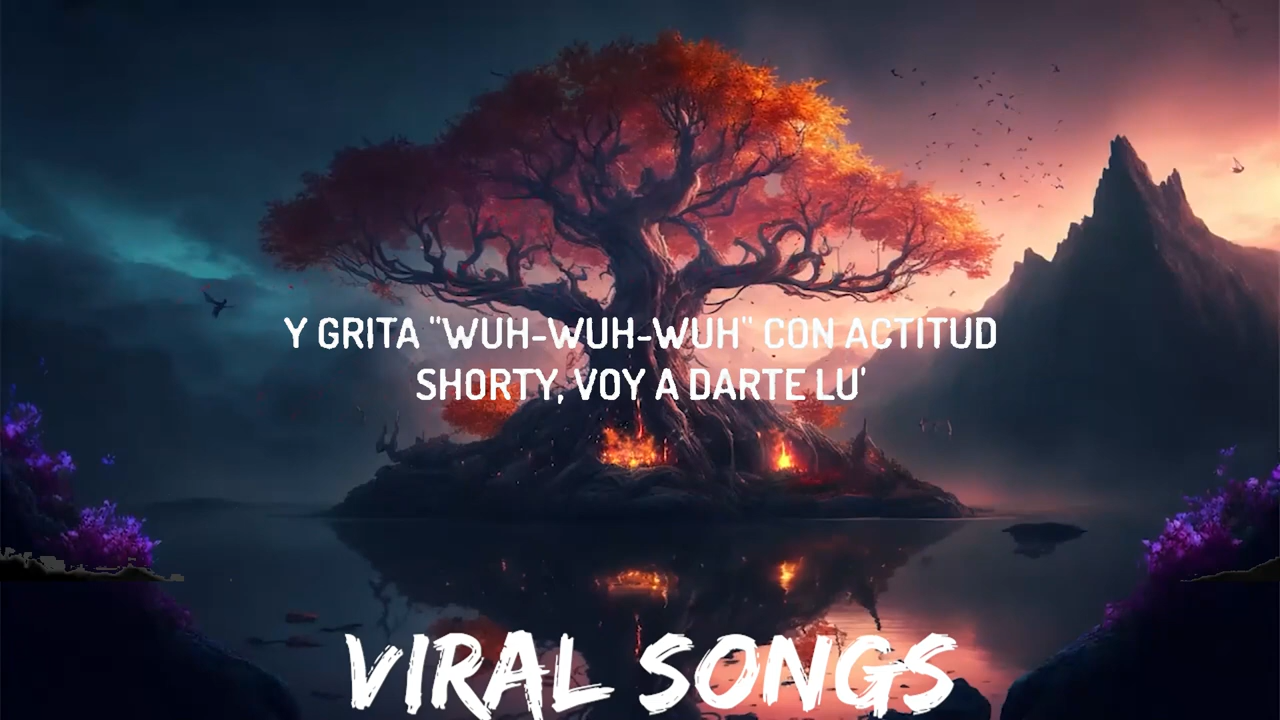 Y GRITA "WUH-WUH-WUH" CON ACTITUD
SHORTY, VOY A DARTE LU'
VIRAL SONGS